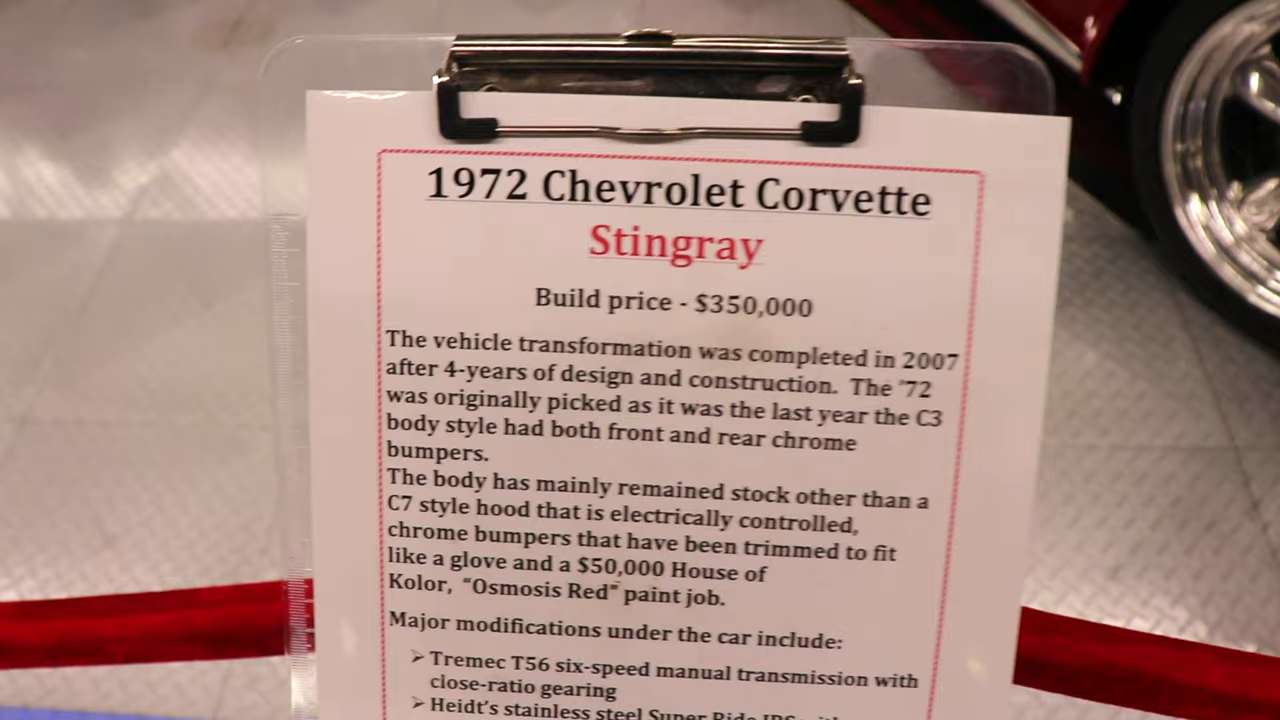 1972 Chevrolet Corvette
Stingray
Build price - $350,000
The vehicle transformation was completed in 2007
after 4-years of design and construction. The '72
was originally picked as it was the last year the C3
body style had both front and rear chrome
bumpers.
The body has mainly remained stock other than a
C7 style hood that is electrically controlled,
chrome bumpers that have been trimmed to fit
like a glove and a $50,000 House of
Kolor, "Osmosis Red" paint job.
Major modifications under the car include:
➢ Tremec T56 six-speed manual transmission with
close-ratio gearing
➢ Heidt's stainless steel Super Ride IRS with